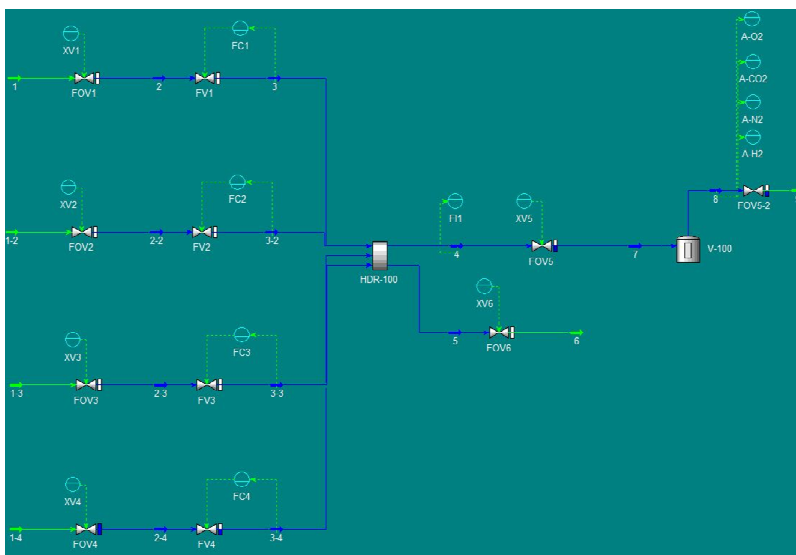 A-O2
XV1
FC1
A-CO2
1
2
3
FOV1
FV1
A-N2
A-H2
XV2
FC2
8
FOV5-2
FI1
XV5
1-2
2-2
3-2
FOV2
FV2
4
7
V-100
FOV5
HDR-100
XV6
XV3
FC3
5
6
FOV6
1-3
2-3
3-3
FOV3
FV3
XV4
FC4
1-4
2-4
3-4
FOV4
FV4